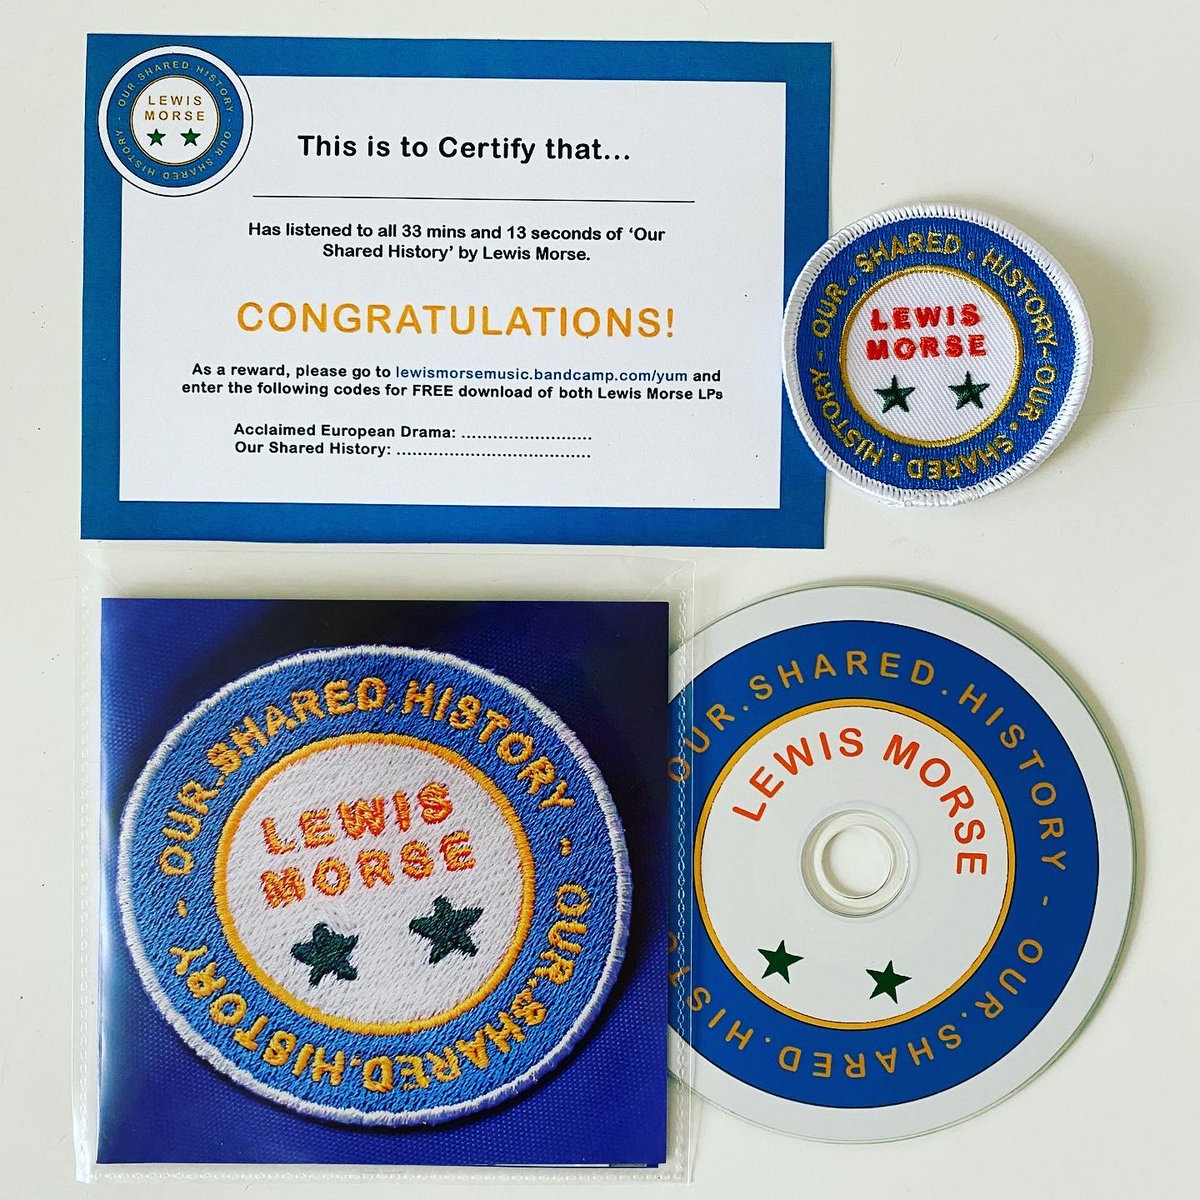 OUR.SHARED.HISTORY - OUR.SHARED.HISTORY -
LEWIS
MORSE
This is to Certify that...
Has listened to all 33 mins and 13 seconds of ‘Our
Shared History’ by Lewis Morse.
CONGRATULATIONS!
As a reward, please go to lewismorsemusic.bandcamp.com/yum and
enter the following codes for FREE download of both Lewis Morse LPs
Acclaimed European Drama: ..........................
Our Shared History: .......................................
OUR.SHARED.HISTORY-OUR.SHARED.HISTORY-
LEWIS
MORSE
OUR.SHARED.HISTORY - OUR.SHARED.HISTORY -
LEWIS
MORSE
OUR.SHARED.HISTORY - OUR.SHARED.HISTORY
LEWIS MORSE